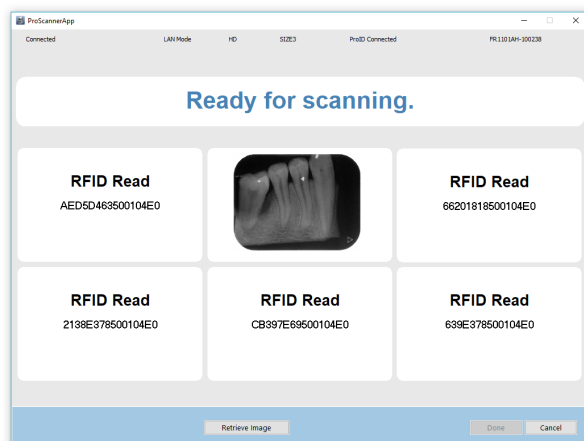 ProScannerApp
Connected LAN Mode HD SIZE3 ProID Connected FR1101AH-100238
Ready for scanning.
RFID Read
AED5D463500104E0
RFID Read
66201818500104E0
RFID Read
2138E378500104E0
RFID Read
CB397E69500104E0
RFID Read
639E378500104E0
Retrieve Image
Done
Cancel